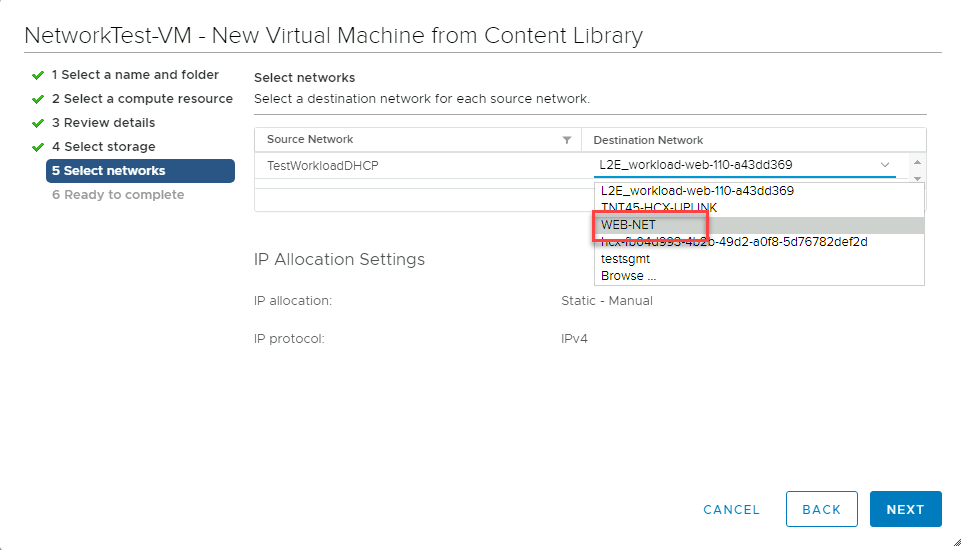 NetworkTest-VM - New Virtual Machine from Content Library
1 Select a name and folder
2 Select a compute resource
3 Review details
4 Select storage
5 Select networks
6 Ready to complete
Select networks
Select a destination network for each source network.
Source Network Destination Network
TestWorkloadDHCP L2E_workload-web-110-a43dd369
L2E_workload-web-110-a43dd369
TNT45-HCX-UPLINK
WEB-NET
hcx-fb04d993-4b2b-49d2-a0f8-5d76782def2d
testsgmt
Browse ...
IP Allocation Settings
IP allocation: Static - Manual
IP protocol: IPv4
CANCEL BACK NEXT